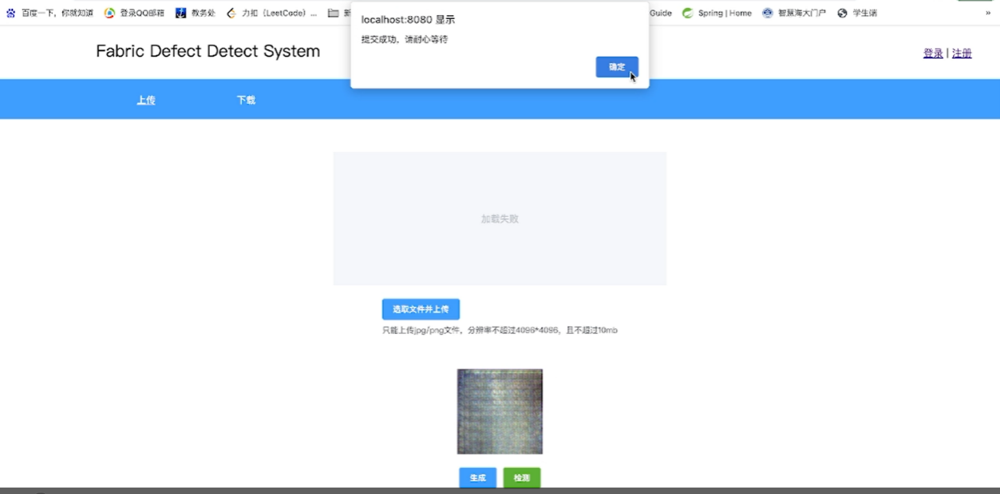 百度一下，你就知道 登录QQ邮箱 教务处 力扣（LeetCode）... 新
Guide Spring | Home 智慧海大门户 学生端 »
localhost:8080 显示
提交成功，请耐心等待
确定
Fabric Defect Detect System
登录 | 注册
上传 下载
加载失败
选取文件并上传
只能上传jpg/png文件，分辨率不超过4096*4096，且不超过10mb
生成 检测